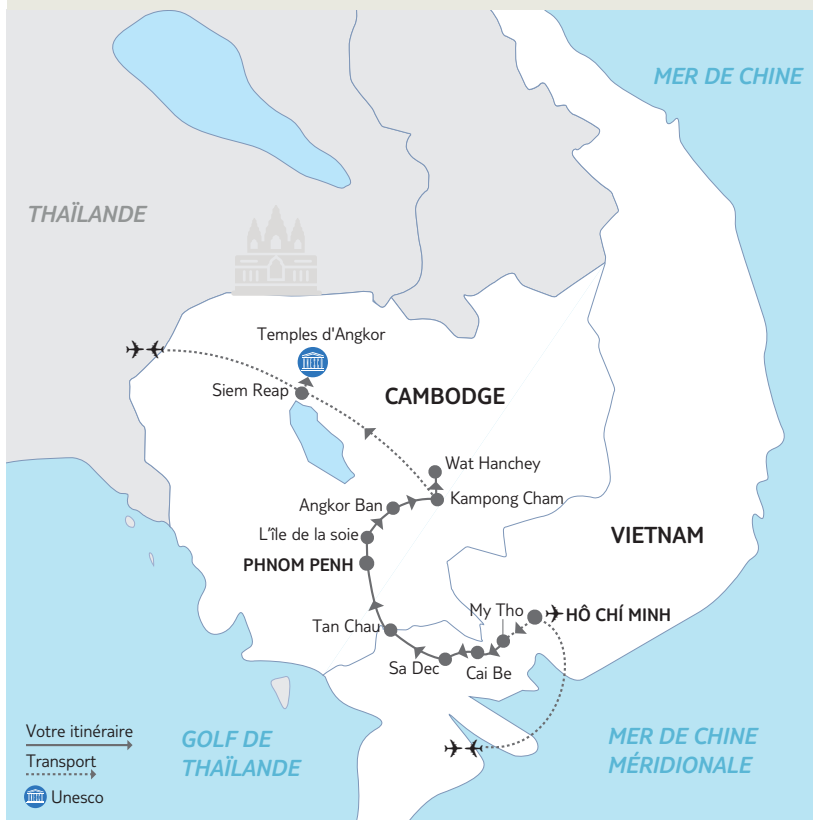 MER DE CHINE
THAÏLANDE
Temples d'Angkor
Siem Reap
CAMBODGE
Wat Hanchey
Angkor Ban
Kampong Cham
L'île de la soie
VIETNAM
PHNOM PENH
My Tho
HÔ CHÍ MINH
Tan Chau
Sa Dec
Cai Be
Votre itinéraire
Transport
Unesco
GOLF DE
THAÏLANDE
MER DE CHINE
MÉRIDIONALE